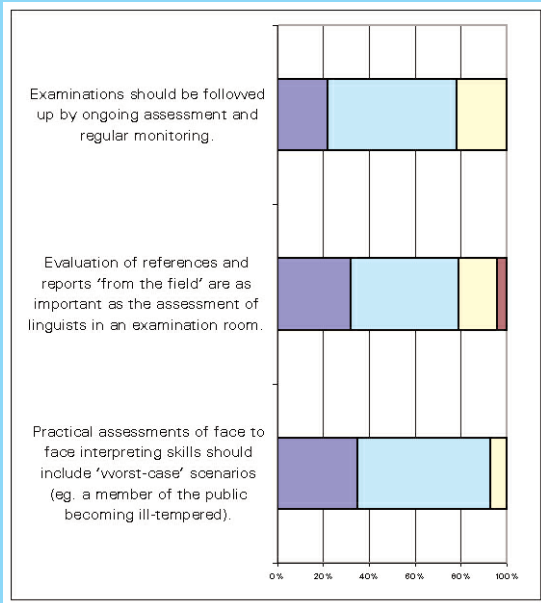 Examinations should be followed
up by ongoing assessment and
regular monitoring.
Evaluation of references and
reports ‘from the field’ are as
important as the assessment of
linguists in an examination room.
Practical assessments of face to
face interpreting skills should
include ‘worst-case’ scenarios
(eg. a member of the public
becoming ill-tempered).
0% 20% 40% 60% 80% 100%